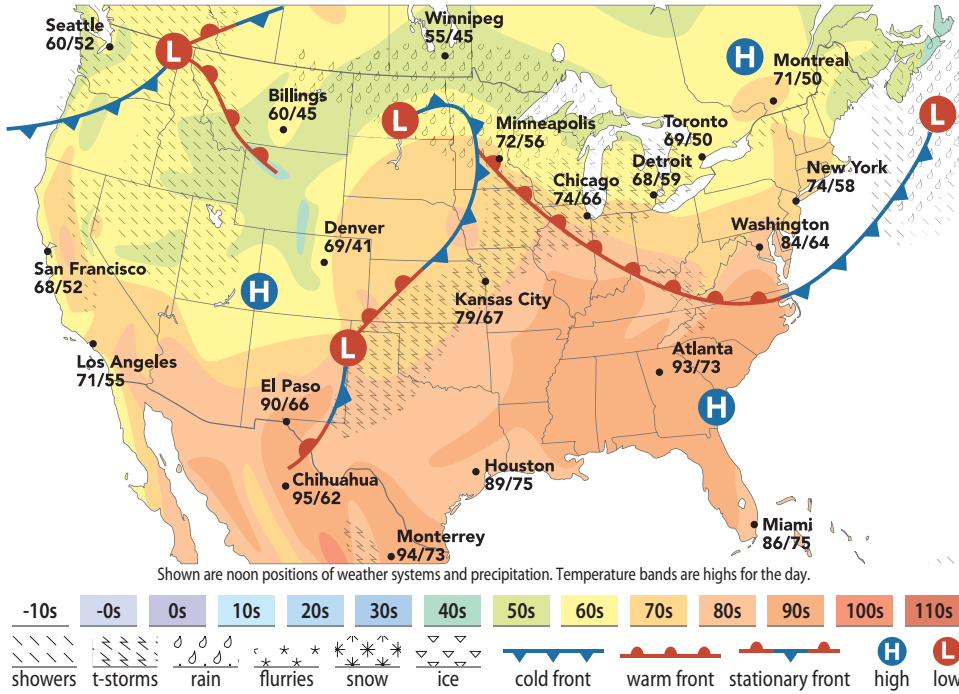 Seattle
60/52
L
Winnipeg
55/45
H
Montreal
71/50
Billings
60/45
L
L
Minneapolis
72/56
Toronto
69/50
Detroit
68/59
New York
74/58
Chicago
74/66
Denver
69/41
Washington
84/64
San Francisco
68/52
H
Kansas City
79/67
L
Los Angeles
71/55
Atlanta
93/73
El Paso
90/66
H
Houston
89/75
Chihuahua
95/62
Miami
86/75
Monterrey
94/73
Shown are noon positions of weather systems and precipitation. Temperature bands are highs for the day.
-10s -0s 0s 10s 20s 30s 40s 50s 60s 70s 80s 90s 100s 110s
H L
showers t-storms rain flurries snow ice cold front warm front stationary front high low